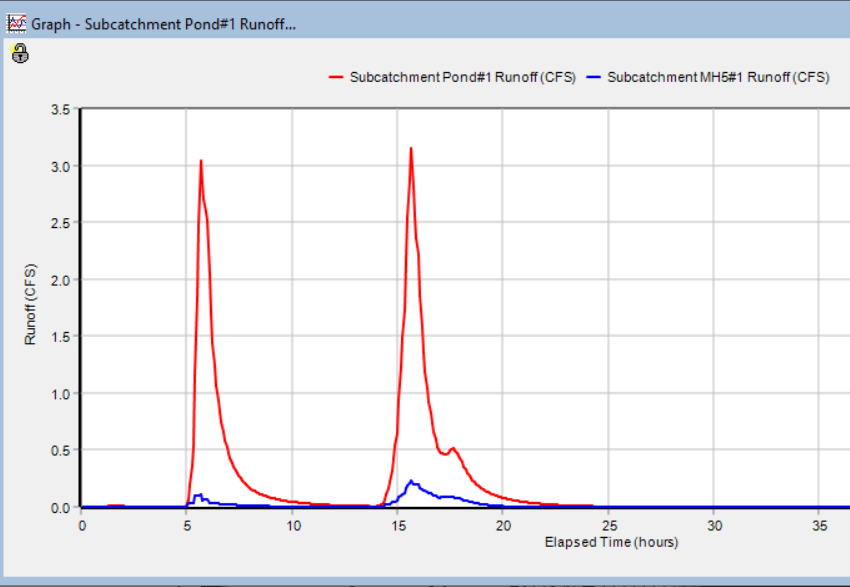 Graph - Subcatchment Pond#1 Runoff...
Subcatchment Pond#1 Runoff (CFS) Subcatchment MH5#1 Runoff (CFS)
3.5
3.0
2.5
2.0
1.5
1.0
0.5
0.0
Runoff (CFS)
0 5 10 15 20 25 30 35
Elapsed Time (hours)